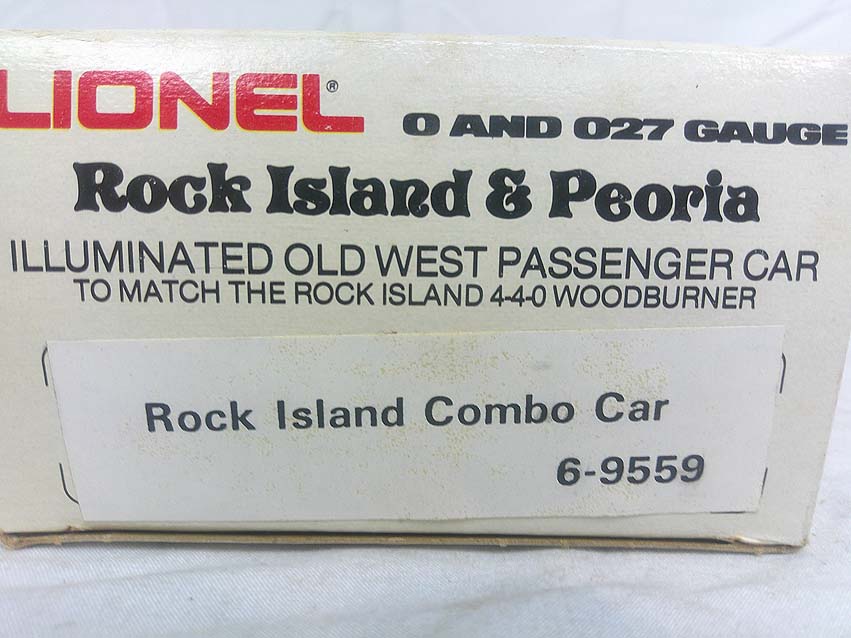 LIONEL® O AND O27 GAUGE
Rock Island & Peoria
ILLUMINATED OLD WEST PASSENGER CAR
TO MATCH THE ROCK ISLAND 4-4-0 WOODBURNER
Rock Island Combo Car
6-9559